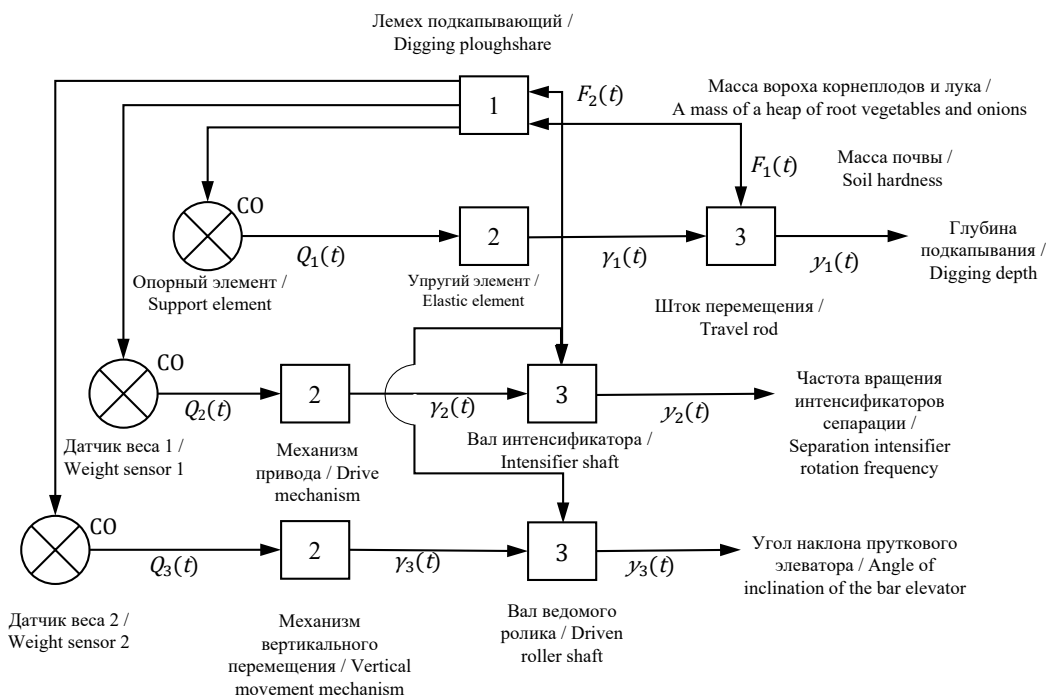 Лемех подкапывающий /
Digging ploughshare
1
F₂(t)
Масса вороха корнеплодов и лука /
A mass of a heap of root vegetables and onions
F₁(t)
Масса почвы /
Soil hardness
CO
Q₁(t)
2
γ₁(t)
3
y₁(t)
Глубина
подкапывания /
Digging depth
Опорный элемент /
Support element
Упругий элемент /
Elastic element
Шток перемещения /
Travel rod
CO
Q₂(t)
2
γ₂(t)
3
y₂(t)
Частота вращения
интенсификаторов
сепарации /
Separation intensifier
rotation frequency
Датчик веса 1 /
Weight sensor 1
Механизм
привода / Drive
mechanism
Вал интенсификатора /
Intensifier shaft
CO
Q₃(t)
2
γ₃(t)
3
y₃(t)
Угол наклона пруткового
элеватора / Angle of
inclination of the bar elevator
Датчик веса 2 /
Weight sensor 2
Механизм
вертикального
перемещения / Vertical
movement mechanism
Вал ведомого
ролика / Driven
roller shaft